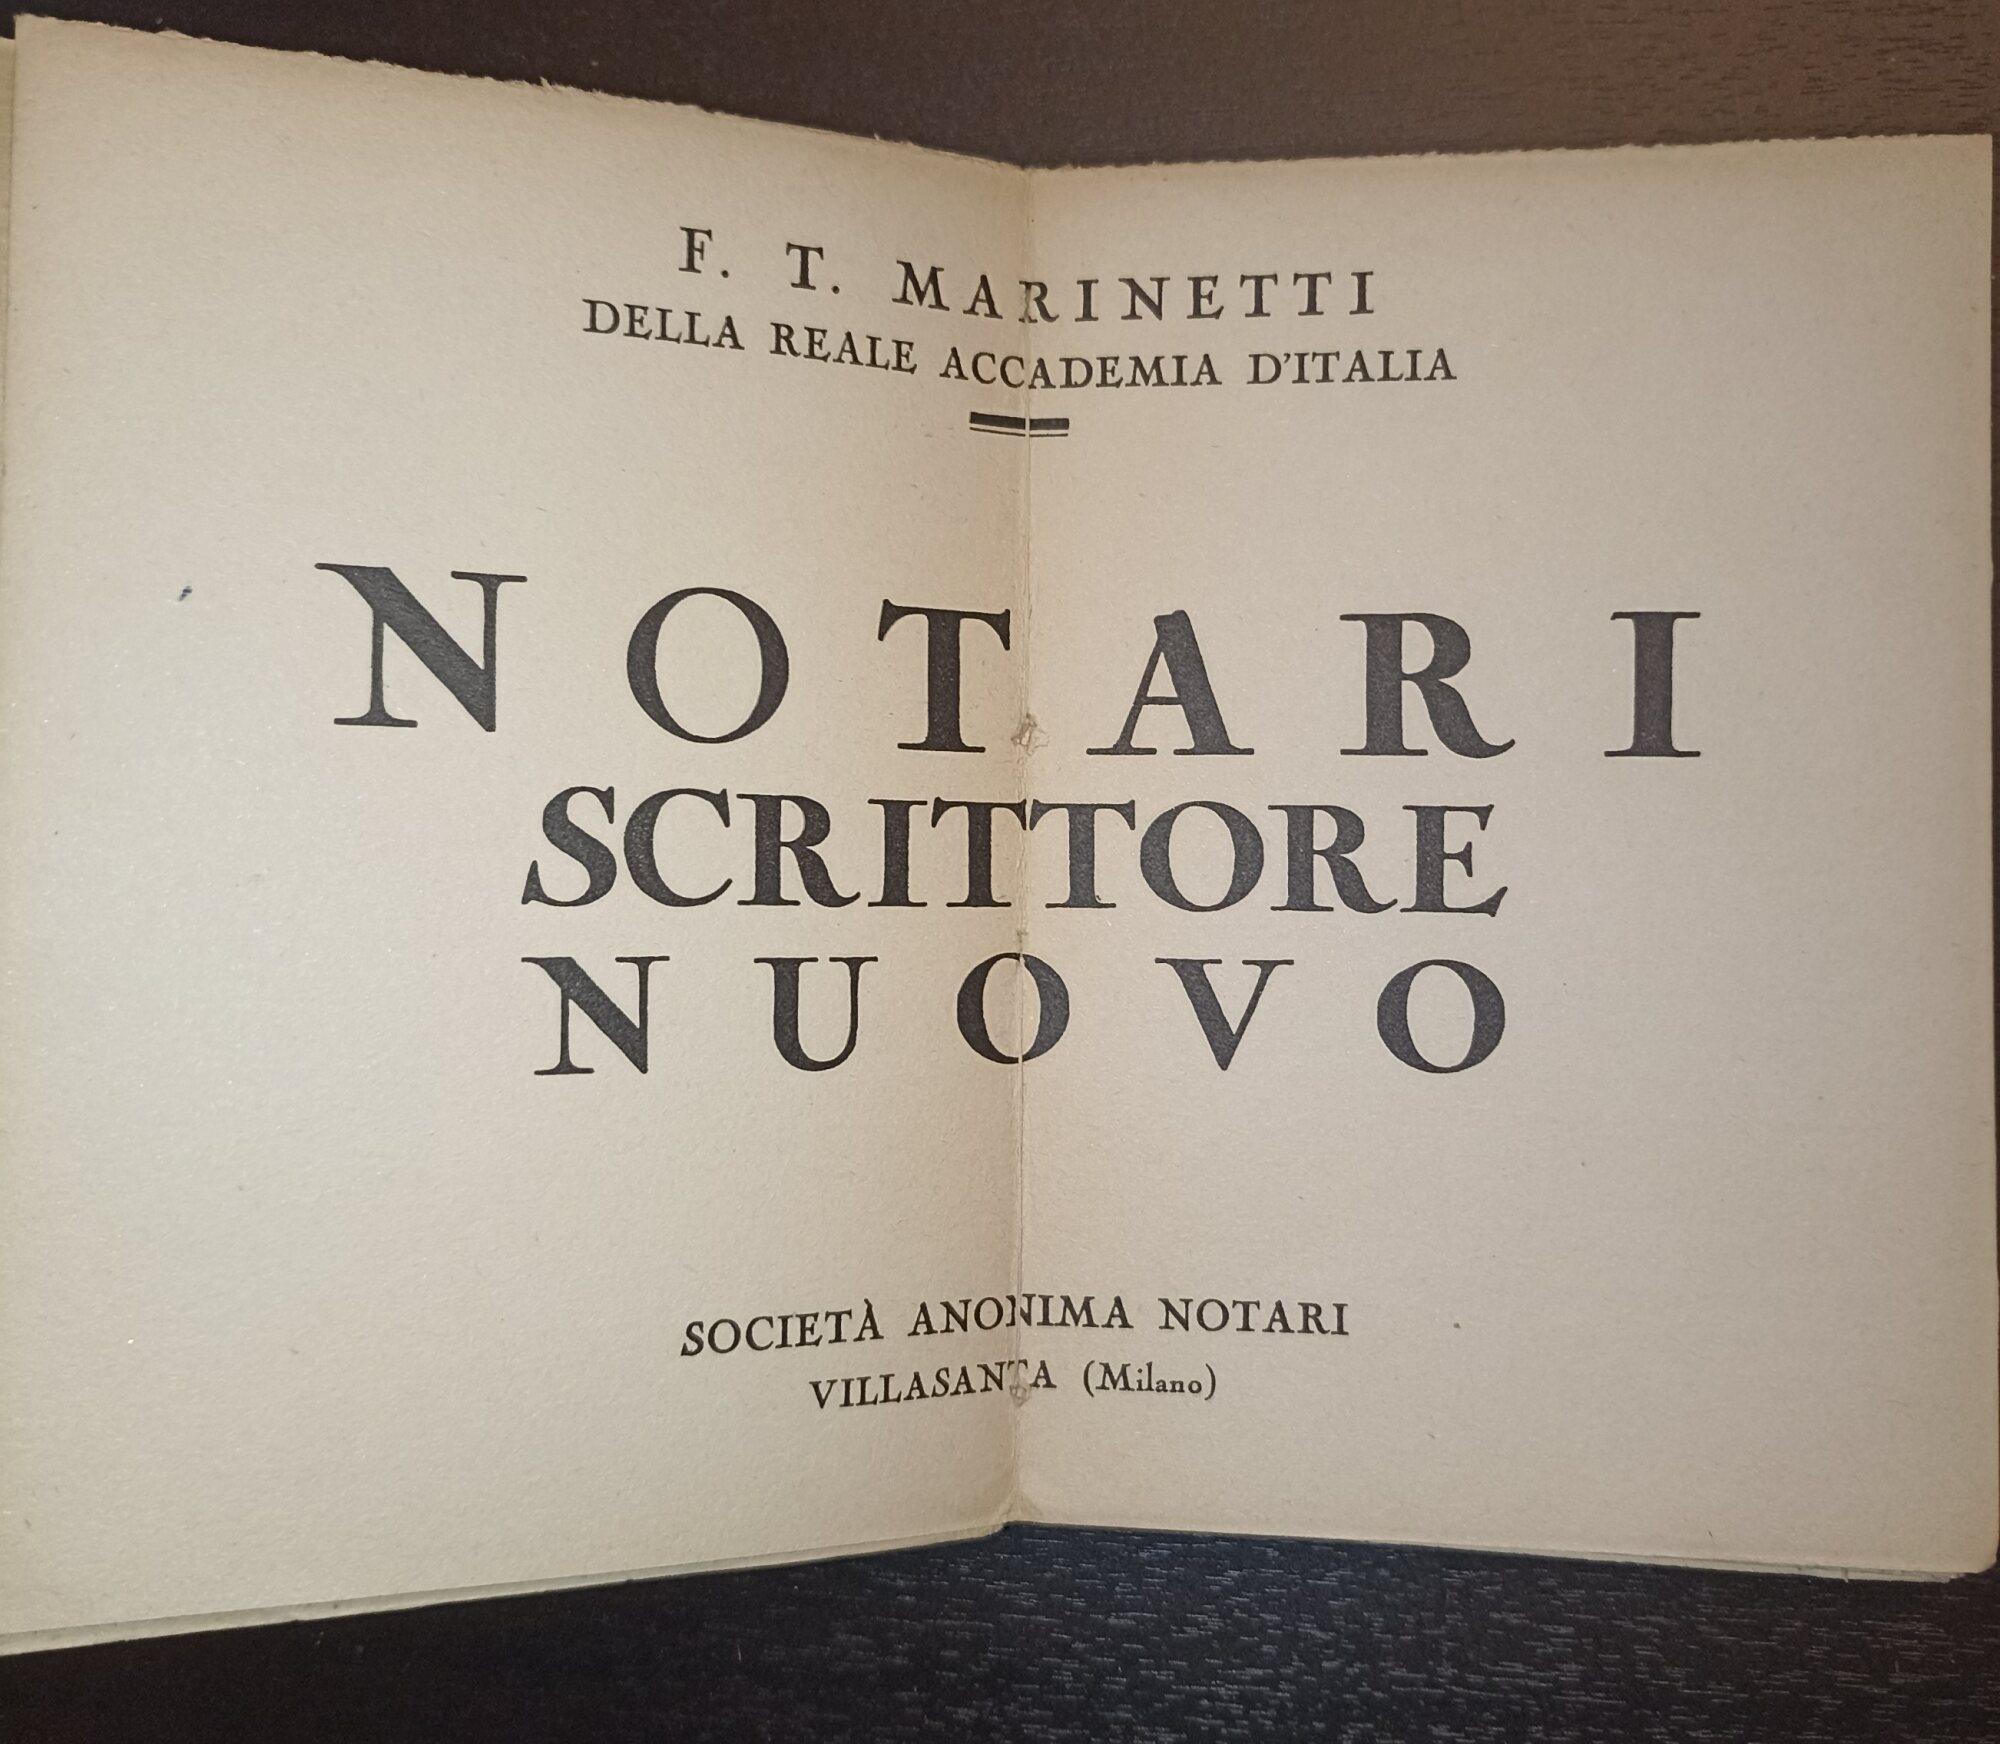 F. T. MARINETTI
DELLA REALE ACCADEMIA D'ITALIA
NOTARI
SCRITTORE
NUOVO
SOCIETÀ ANONIMA NOTARI
VILLASANTA (Milano)